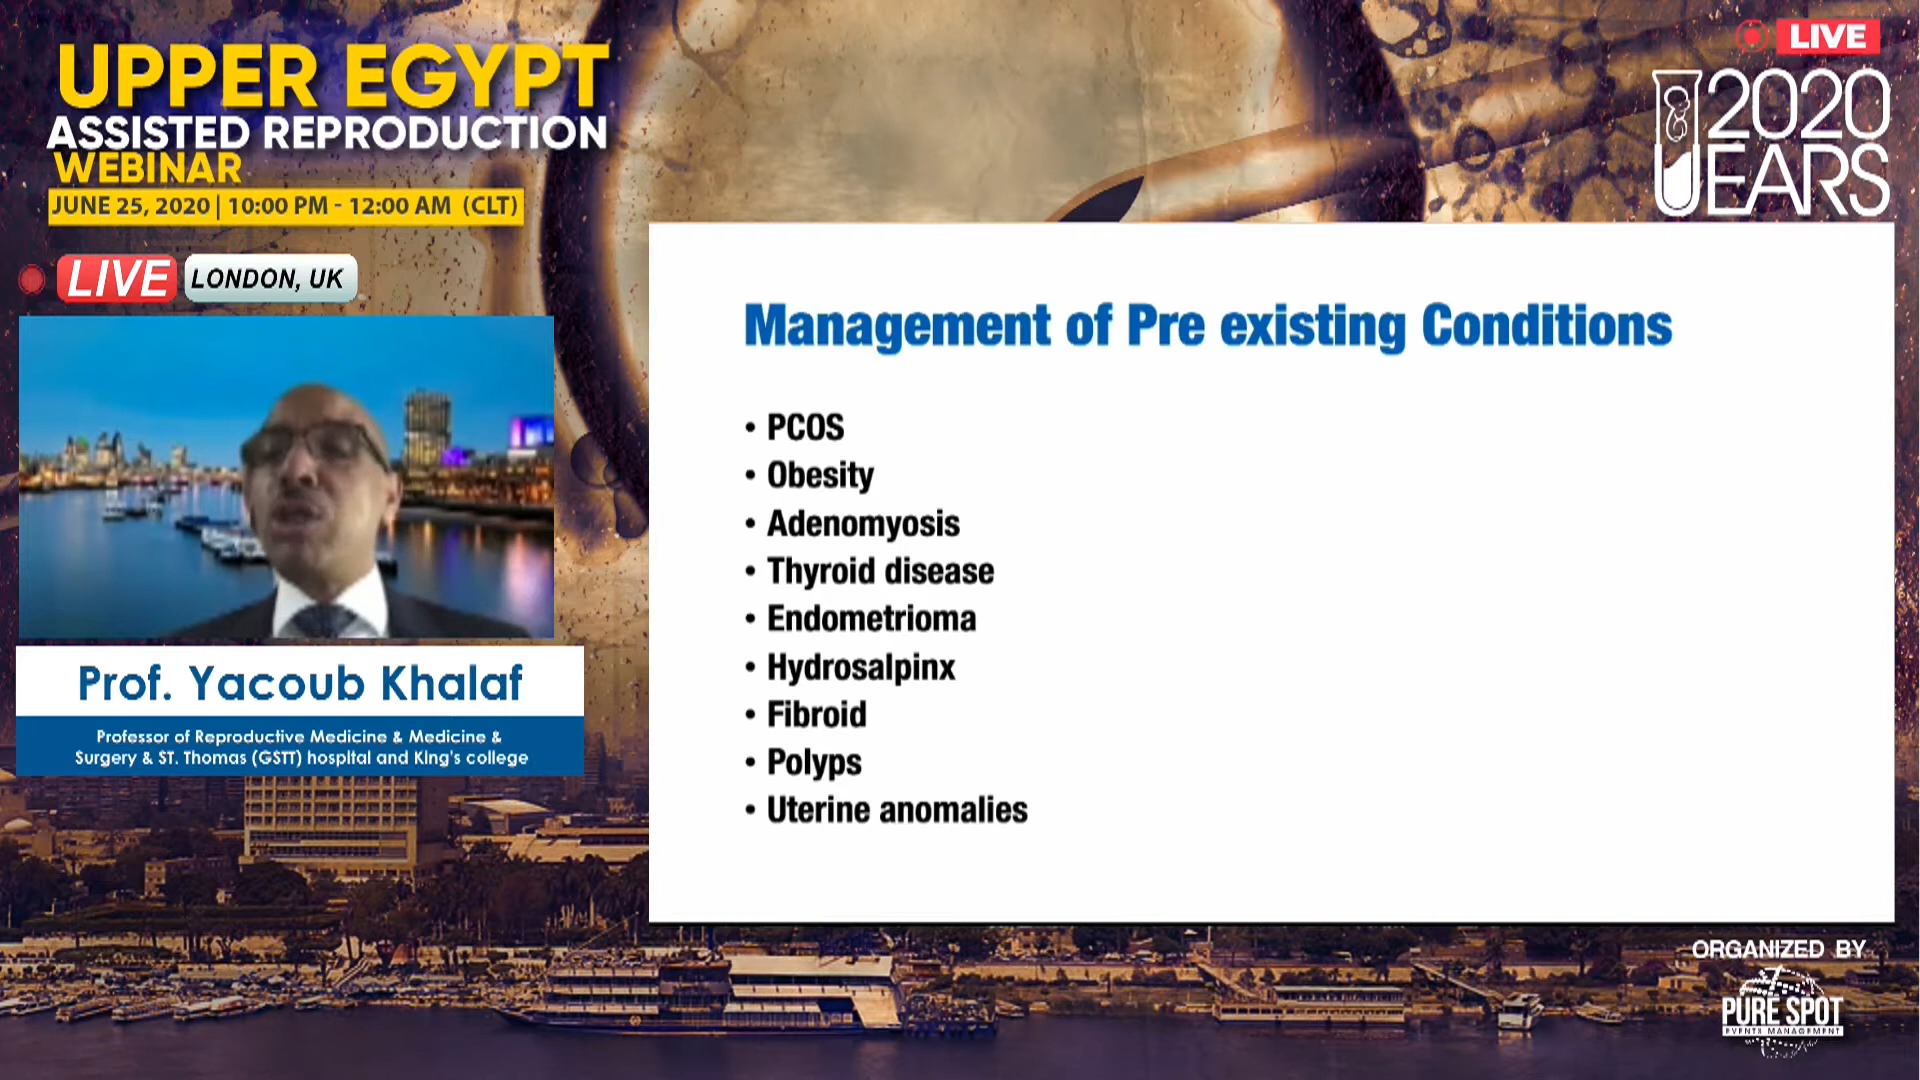 UPPER EGYPT
ASSISTED REPRODUCTION
WEBINAR
JUNE 25, 2020 | 10:00 PM - 12:00 AM (CLT)
LIVE
2020
UEARS
LIVE
LONDON, UK
Prof. Yacoub Khalaf
Professor of Reproductive Medicine & Medicine &
Surgery & ST. Thomas (GSTT) hospital and King's college
Management of Pre existing Conditions
• PCOS
• Obesity
• Adenomyosis
• Thyroid disease
• Endometrioma
• Hydrosalpinx
• Fibroid
• Polyps
• Uterine anomalies
ORGANIZED BY
PURE SPOT
EVENTS MANAGEMENT